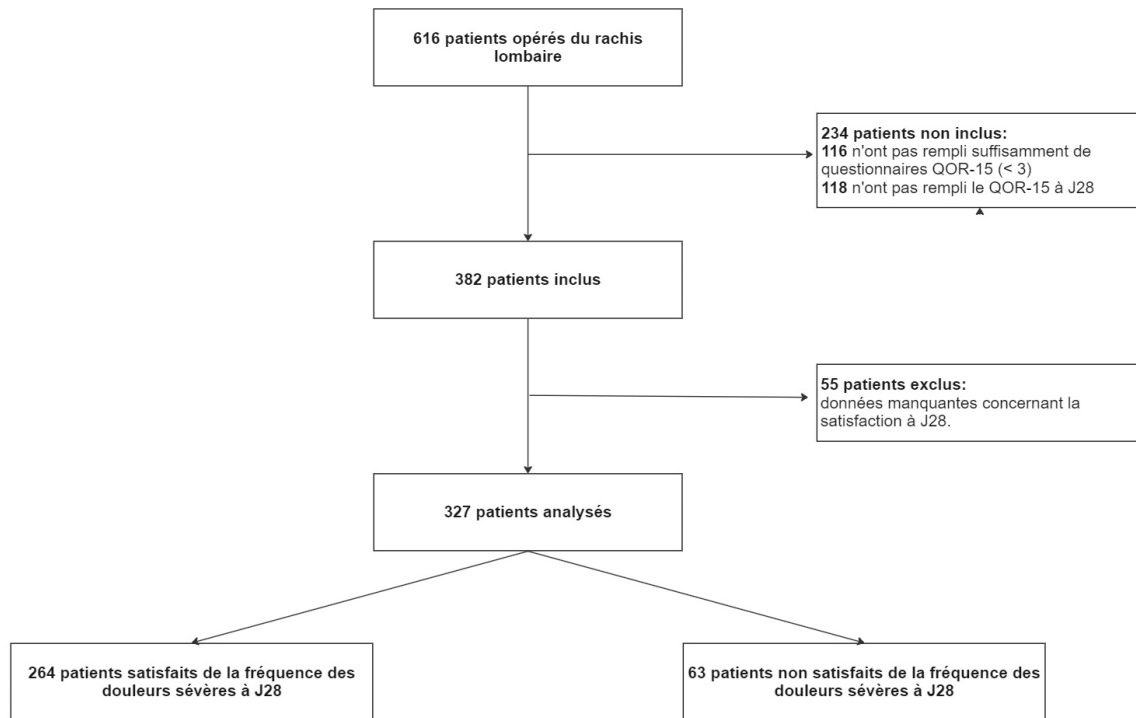 616 patients opérés du rachis
lombaire
234 patients non inclus:
116 n'ont pas rempli suffisamment de
questionnaires QOR-15 (< 3)
118 n'ont pas rempli le QOR-15 à J28
382 patients inclus
55 patients exclus:
données manquantes concernant la
satisfaction à J28.
327 patients analysés
264 patients satisfaits de la fréquence des
douleurs sévères à J28
63 patients non satisfaits de la fréquence des
douleurs sévères à J28